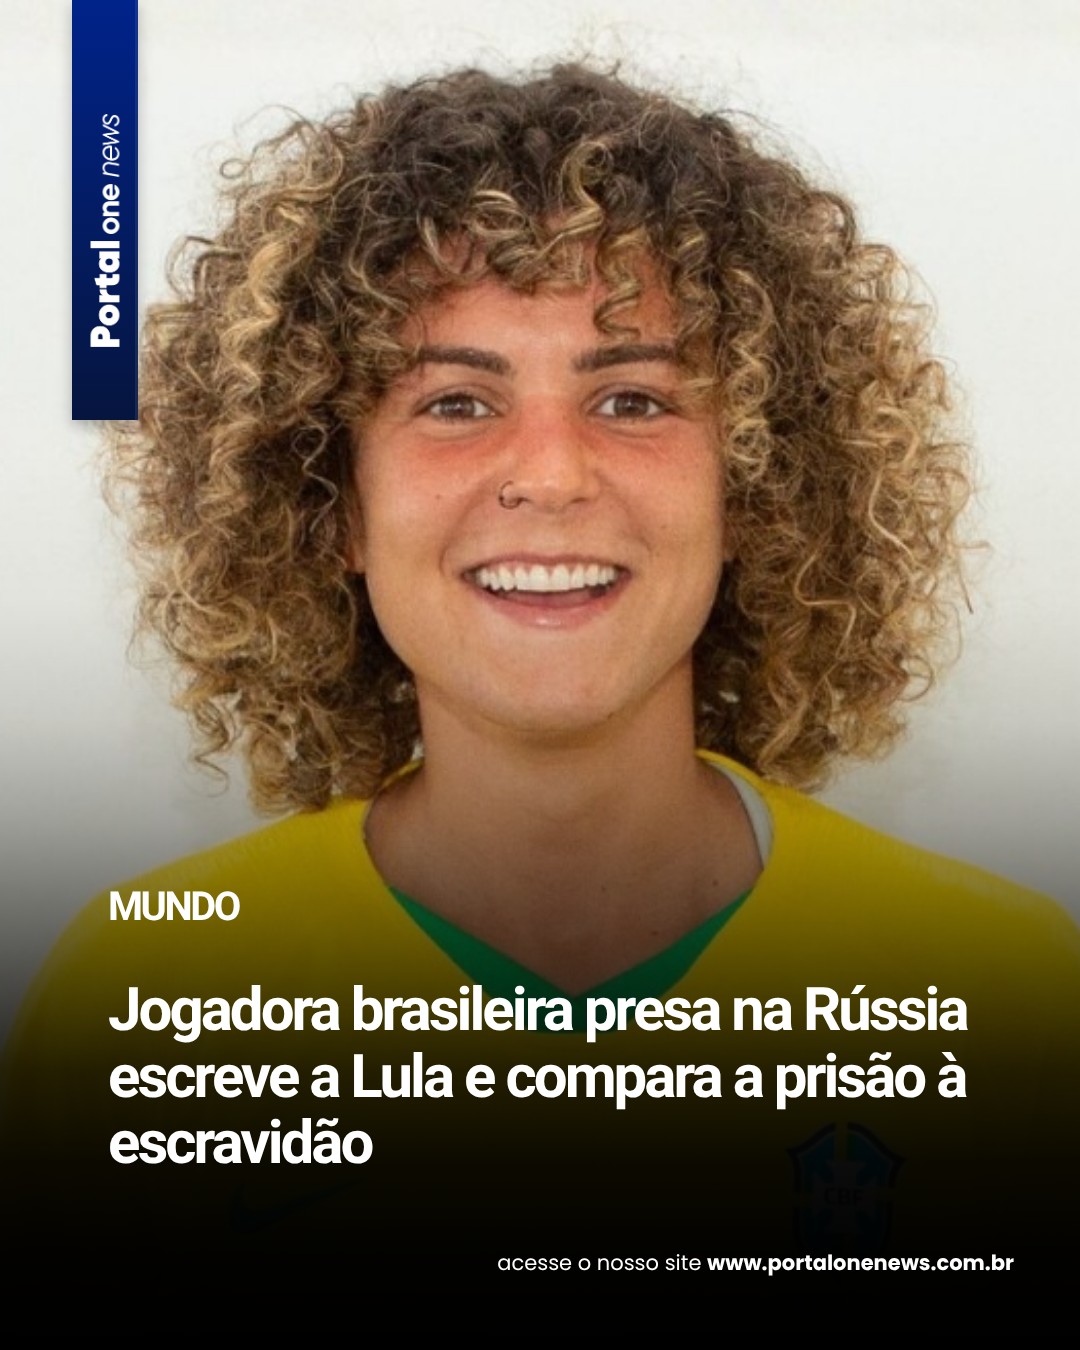 Portal one news
MUNDO
Jogadora brasileira presa na Rússia
escreve a Lula e compara a prisão à
escravidão
CBF
acesse o nosso site www.portalonenews.com.br